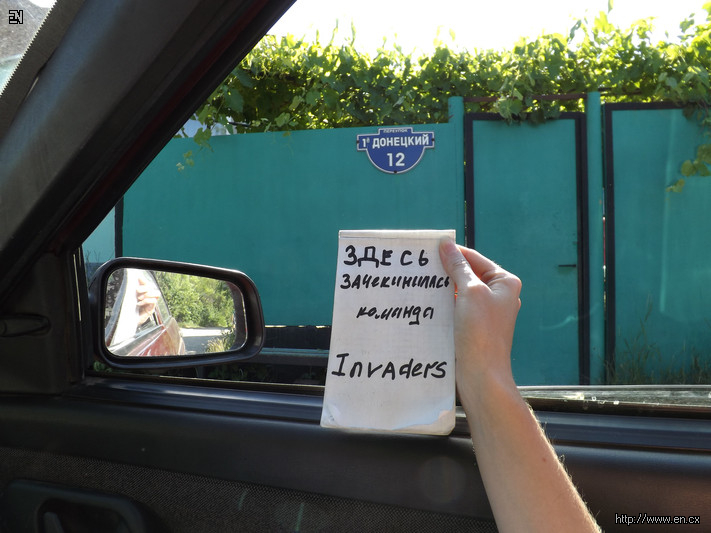 EN
ПЕРЕУЛОК
1й ДОНЕЦКИЙ
12
ЗДЕСЬ
ЗАЧЕКИНИЛАСЬ
команда
Invaders
http://www.en.cx